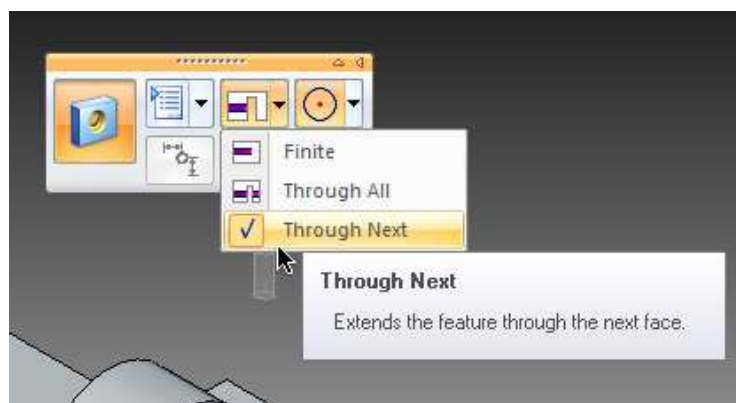 Finite
Through All
Through Next
Through Next
Extends the feature through the next face.